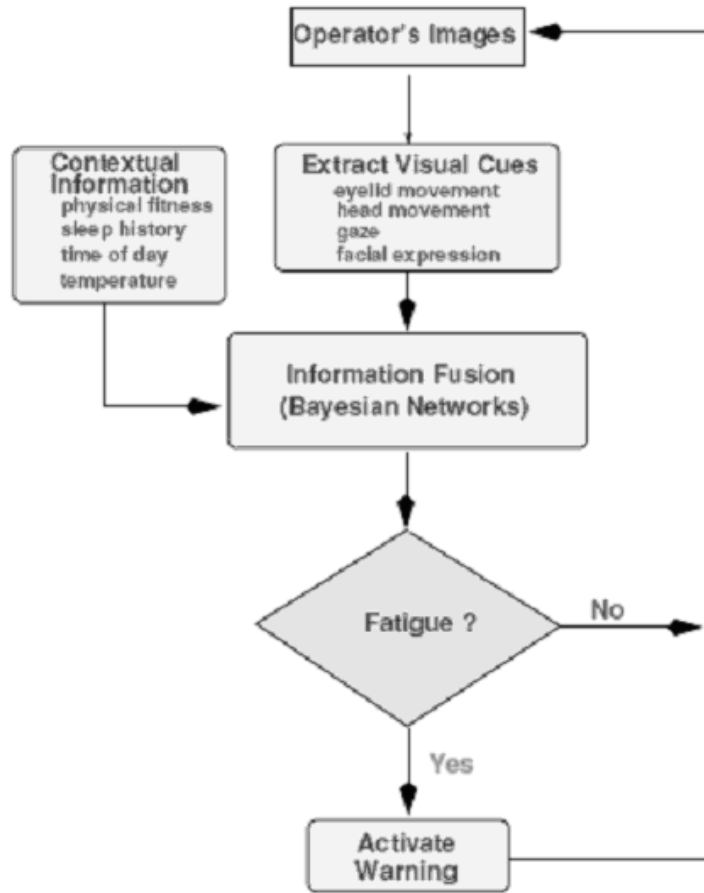 Operator's Images
Contextual
Information
physical fitness
sleep history
time of day
temperature
Extract Visual Cues
eyelid movement
head movement
gaze
facial expression
Information Fusion
(Bayesian Networks)
Fatigue ?
No
Yes
Activate
Warning